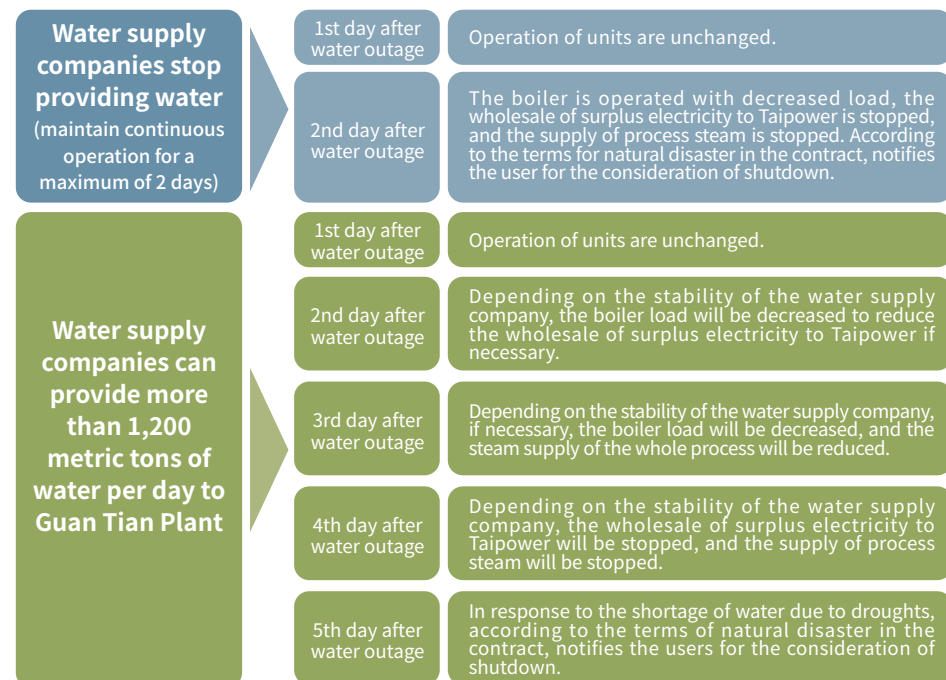 Water supply
companies stop
providing water
(maintain continuous
operation for a
maximum of 2 days)
1st day after
water outage
Operation of units are unchanged.
2nd day after
water outage
The boiler is operated with decreased load, the
wholesale of surplus electricity to Taipower is stopped,
and the supply of process steam is stopped. According
to the terms for natural disaster in the contract, notifies
the user for the consideration of shutdown.
Water supply
companies can
provide more
than 1,200
metric tons of
water per day to
Guan Tian Plant
1st day after
water outage
Operation of units are unchanged.
2nd day after
water outage
Depending on the stability of the water supply
company, the boiler load will be decreased to reduce
the wholesale of surplus electricity to Taipower if
necessary.
3rd day after
water outage
Depending on the stability of the water supply company,
if necessary, the boiler load will be decreased, and the
steam supply of the whole process will be reduced.
4th day after
water outage
Depending on the stability of the water supply
company, the wholesale of surplus electricity to
Taipower will be stopped, and the supply of process
steam will be stopped.
5th day after
water outage
In response to the shortage of water due to droughts,
according to the terms of natural disaster in the
contract, notifies the users for the consideration of
shutdown.